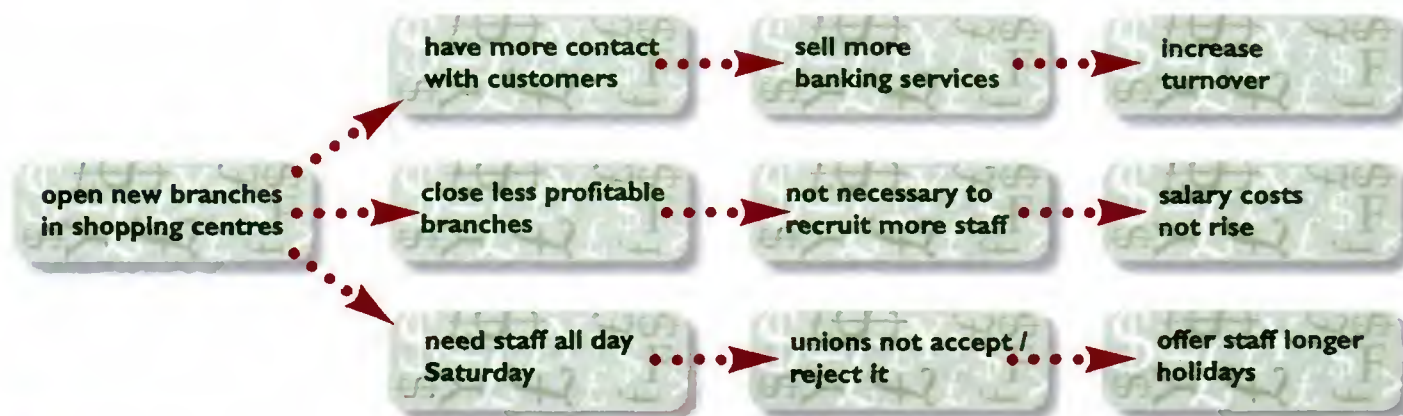 have more contact
with customers
sell more
banking services
increase
turnover
open new branches
in shopping centres
close less profitable
branches
not necessary to
recruit more staff
salary costs
not rise
need staff all day
Saturday
unions not accept /
reject it
offer staff longer
holidays